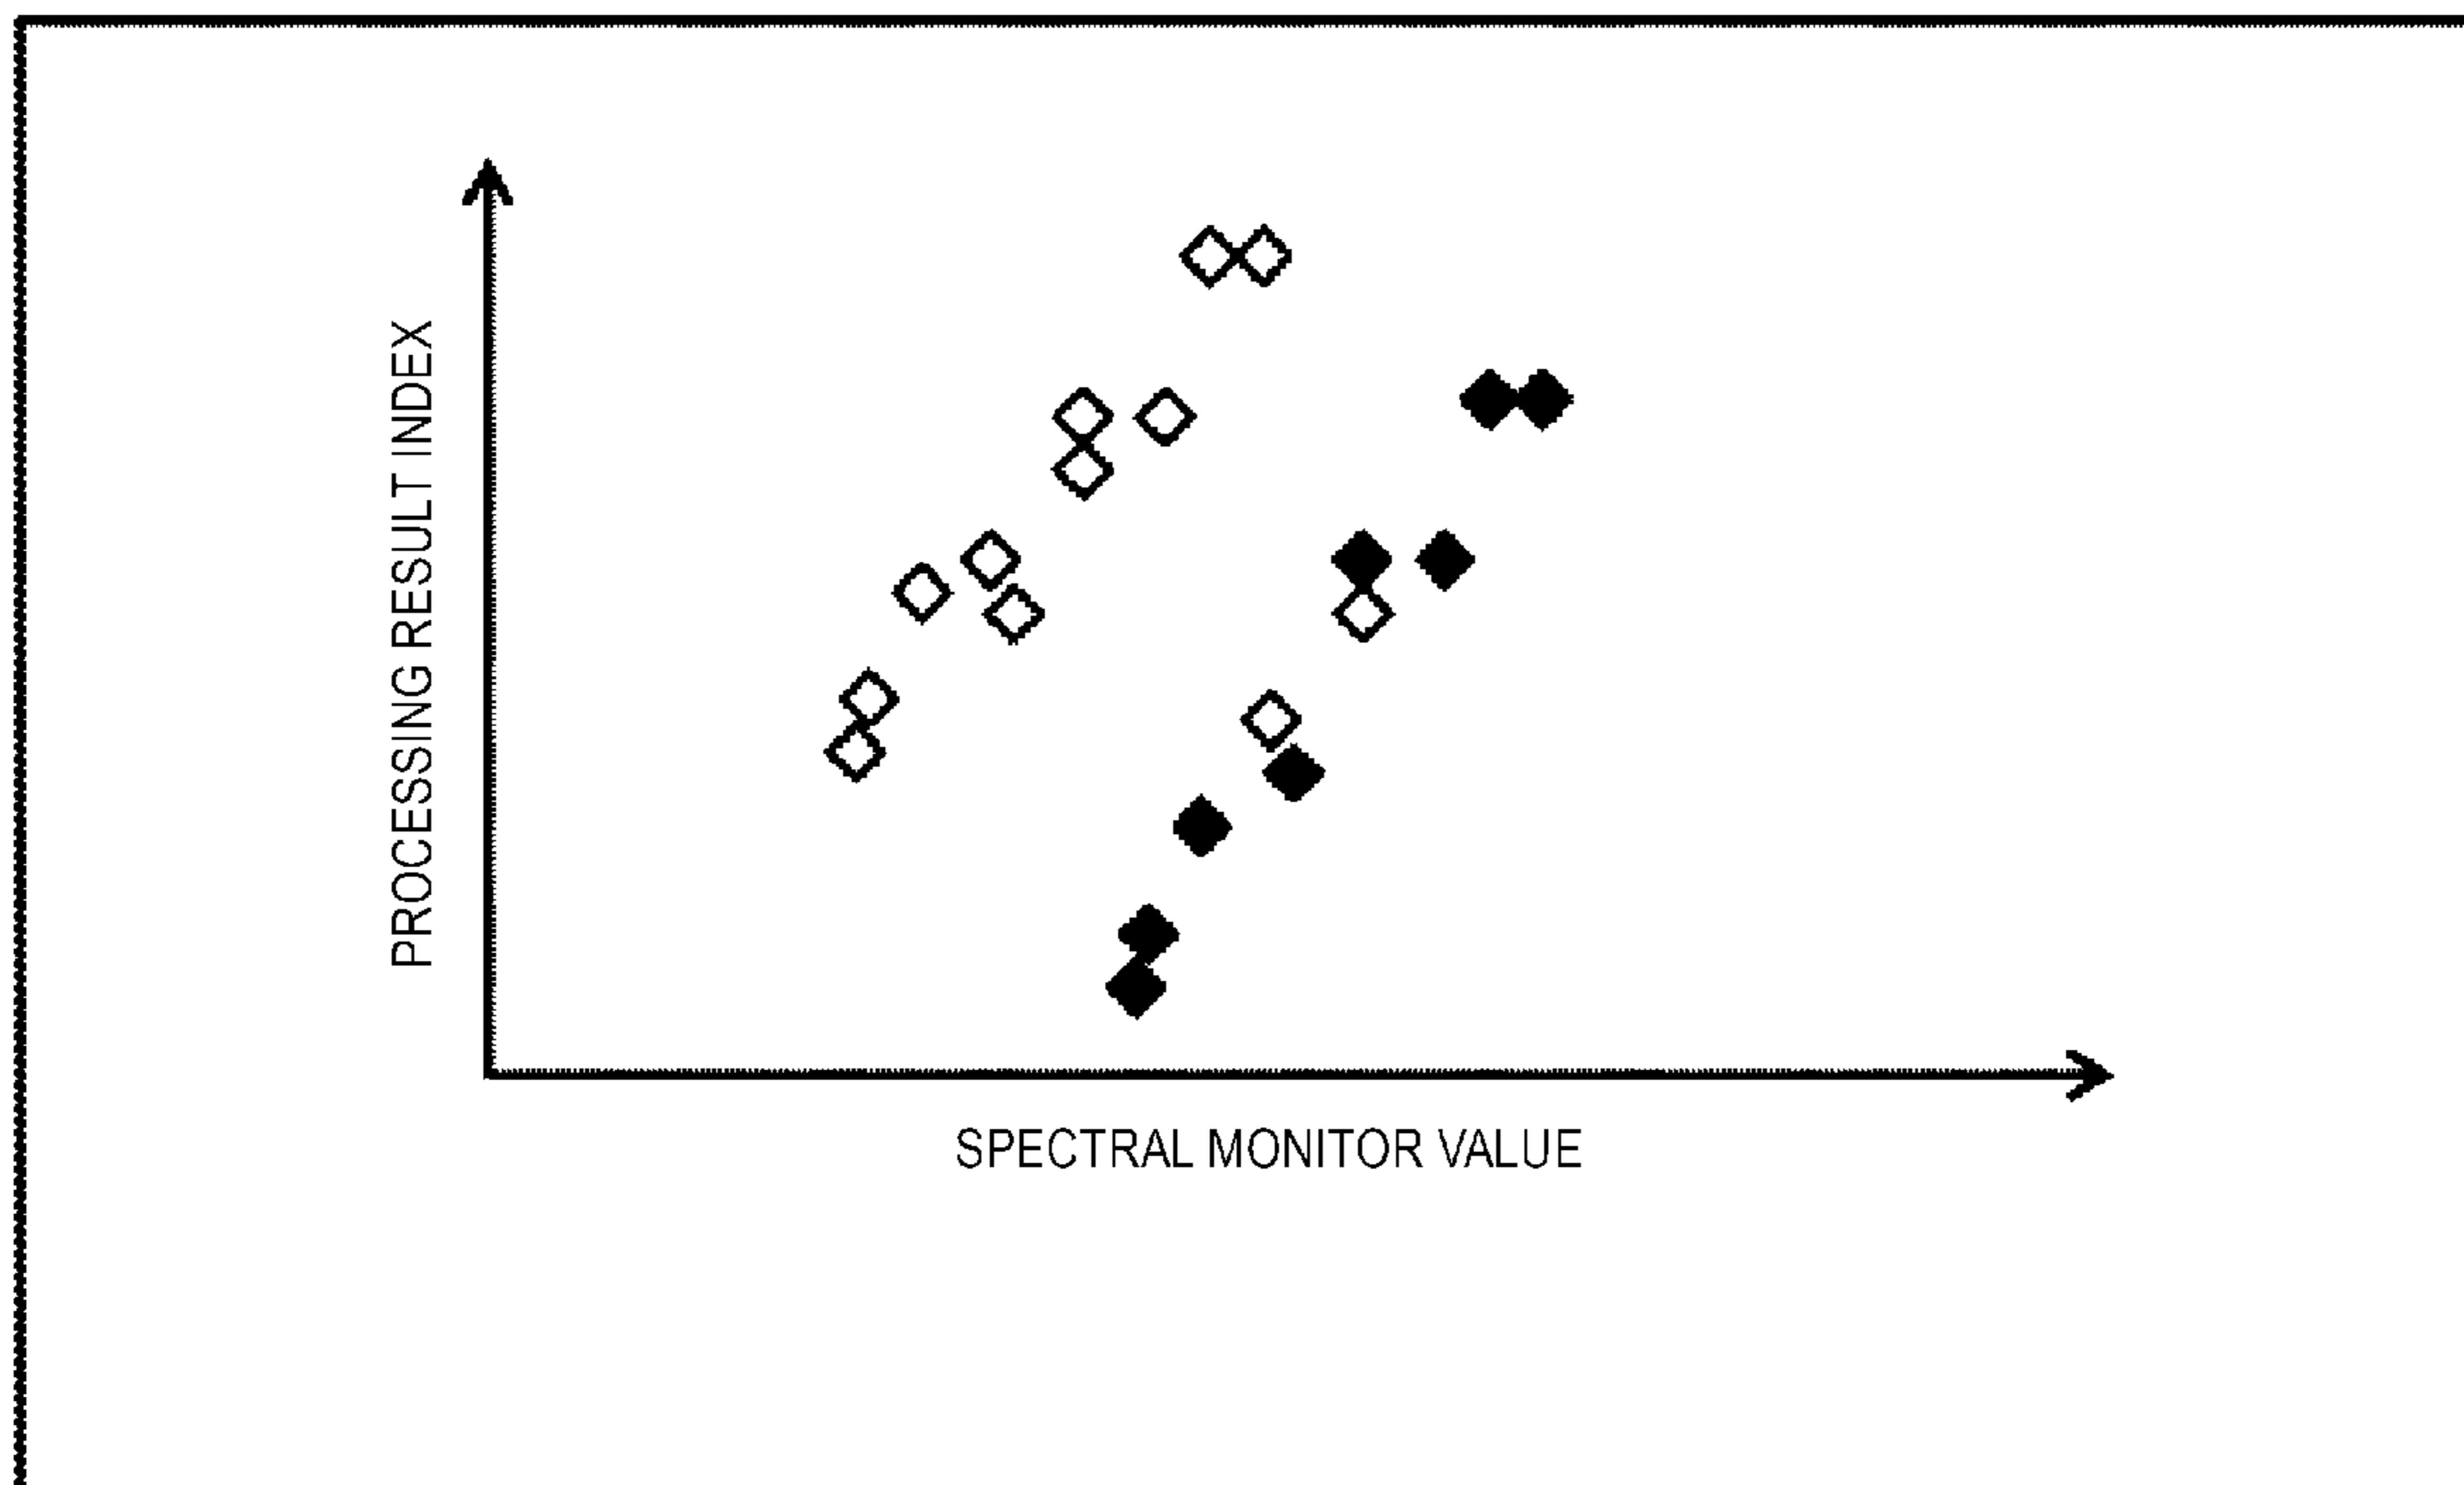 PROCESSING RESULT INDEX
SPECTRAL MONITOR VALUE